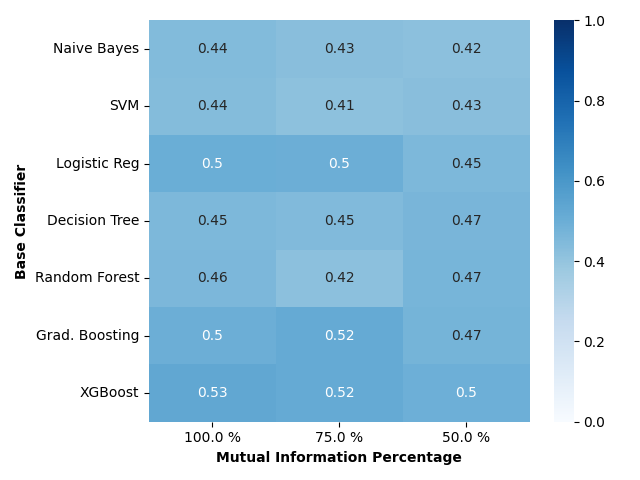 Naive Bayes 0.44 0.43 0.42
SVM 0.44 0.41 0.43
Logistic Reg 0.5 0.5 0.45
Decision Tree 0.45 0.45 0.47
Random Forest 0.46 0.42 0.47
Grad. Boosting 0.5 0.52 0.47
XGBoost 0.53 0.52 0.5
100.0 % 75.0 % 50.0 %
Mutual Information Percentage
Base Classifier
1.0
0.8
0.6
0.4
0.2
0.0